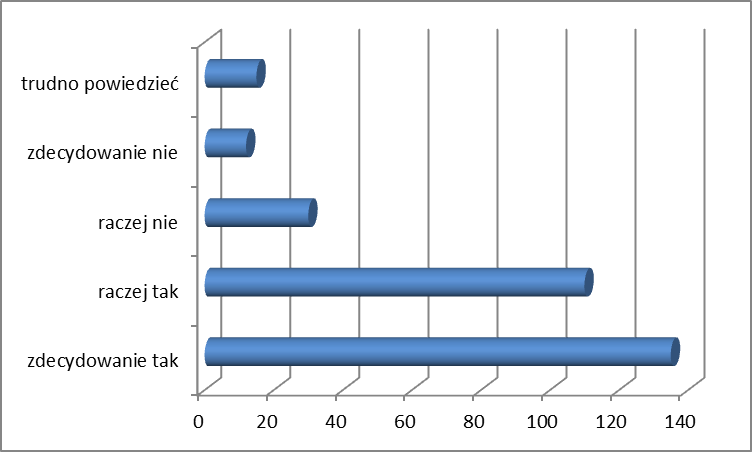 trudno powiedzieć
zdecydowanie nie
raczej nie
raczej tak
zdecydowanie tak
0 20 40 60 80 100 120 140